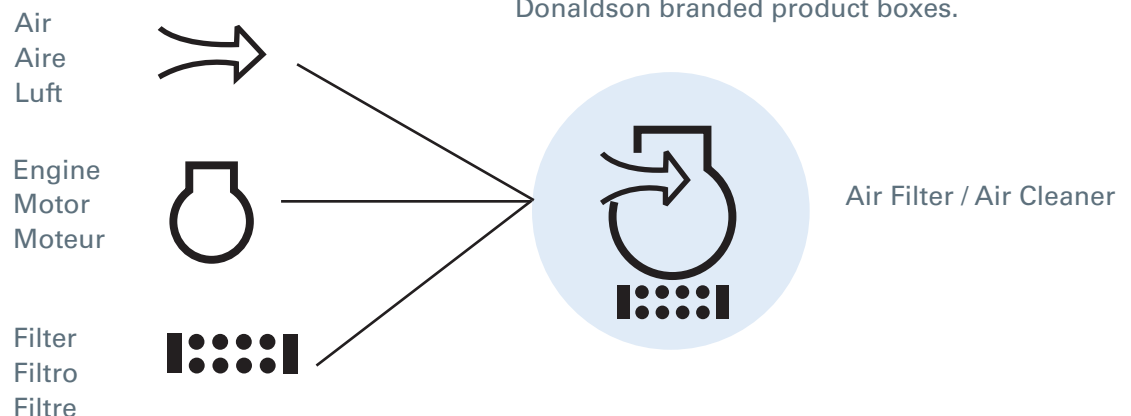 Donaldson branded product boxes.
Air
Aire
Luft
Engine
Motor
Moteur
Filter
Filtro
Filtre
Air Filter / Air Cleaner